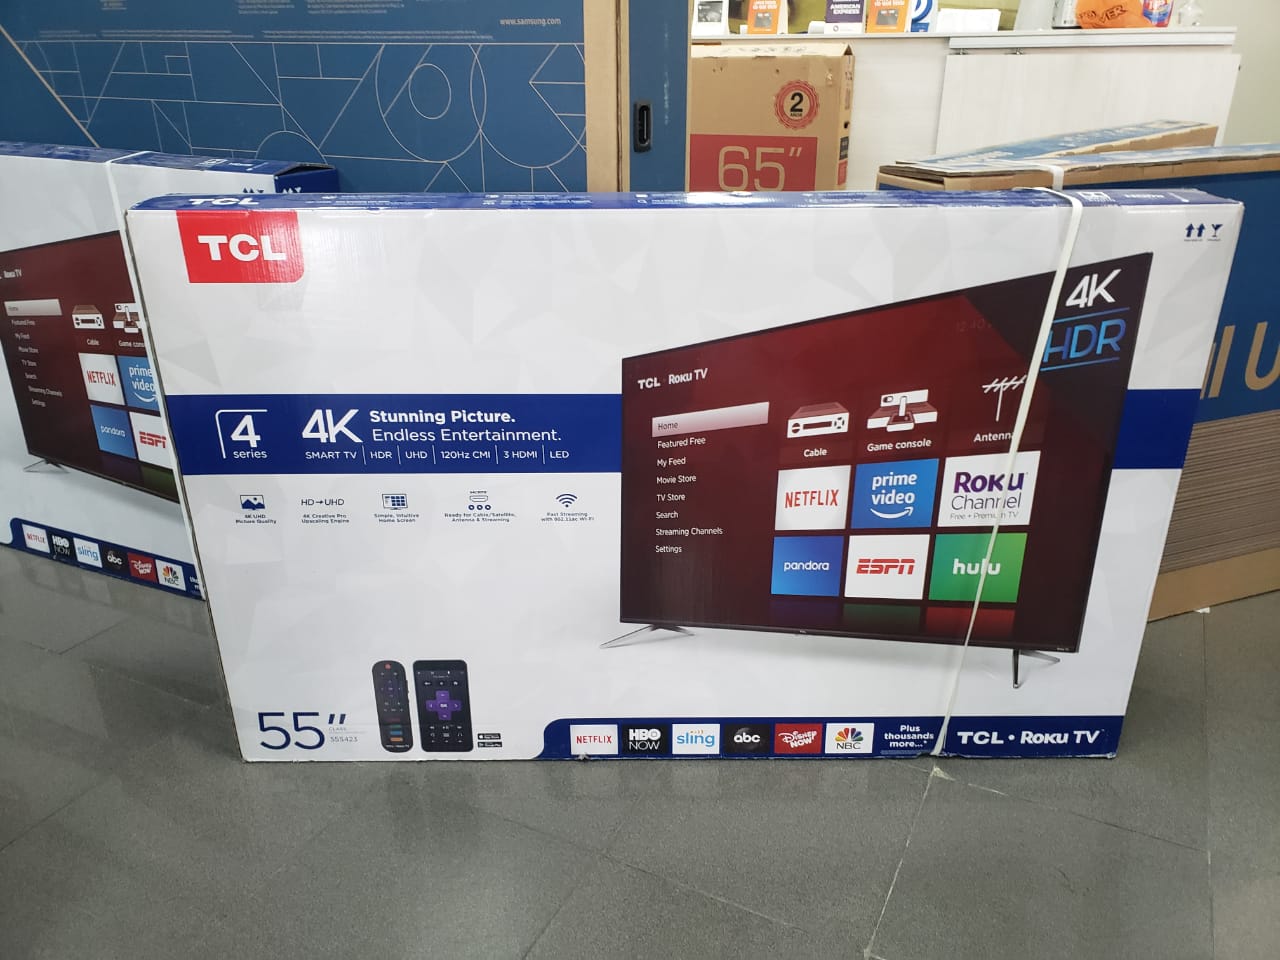 www.samsung.com
AMERICAN
EXPRESS
2
65"
TCL
TCL
4K
HDR
TCL · Roku TV
Home
Featured Free
My Feed
Movie Store
TV Store
Search
Streaming Channels
Settings
Cable
Game console
Antenna
NETFLIX
prime
video
Roku
Channel
Free + Premium TV
pandora
ESPN
hulu
4
series
4K
Stunning Picture.
Endless Entertainment.
SMART TV | HDR | UHD | 120Hz CMI | 3 HDMI | LED
4K UHD
Picture Quality
HD→UHD
4K Creative Pro
Upscaling Engine
Simple, Intuitive
Home Screen
Ready for Cable/Satellite,
Antenna & Streaming
Fast Streaming
with 802.11ac Wi-Fi
55"
CLASS
55S423
NETFLIX
HBO
NOW
sling
abc
DISNEY
NOW
NBC
Plus
thousands
more...
TCL · Roku TV
Roku TV
Home
Featured Free
My Feed
Movie Store
TV Store
Search
Streaming Channels
Settings
Cable
Game cons
NETFLIX
prime
video
pandora
ESPN
NETFLIX
HBO
NOW
sling
abc
DISNEY
NOW
NBC